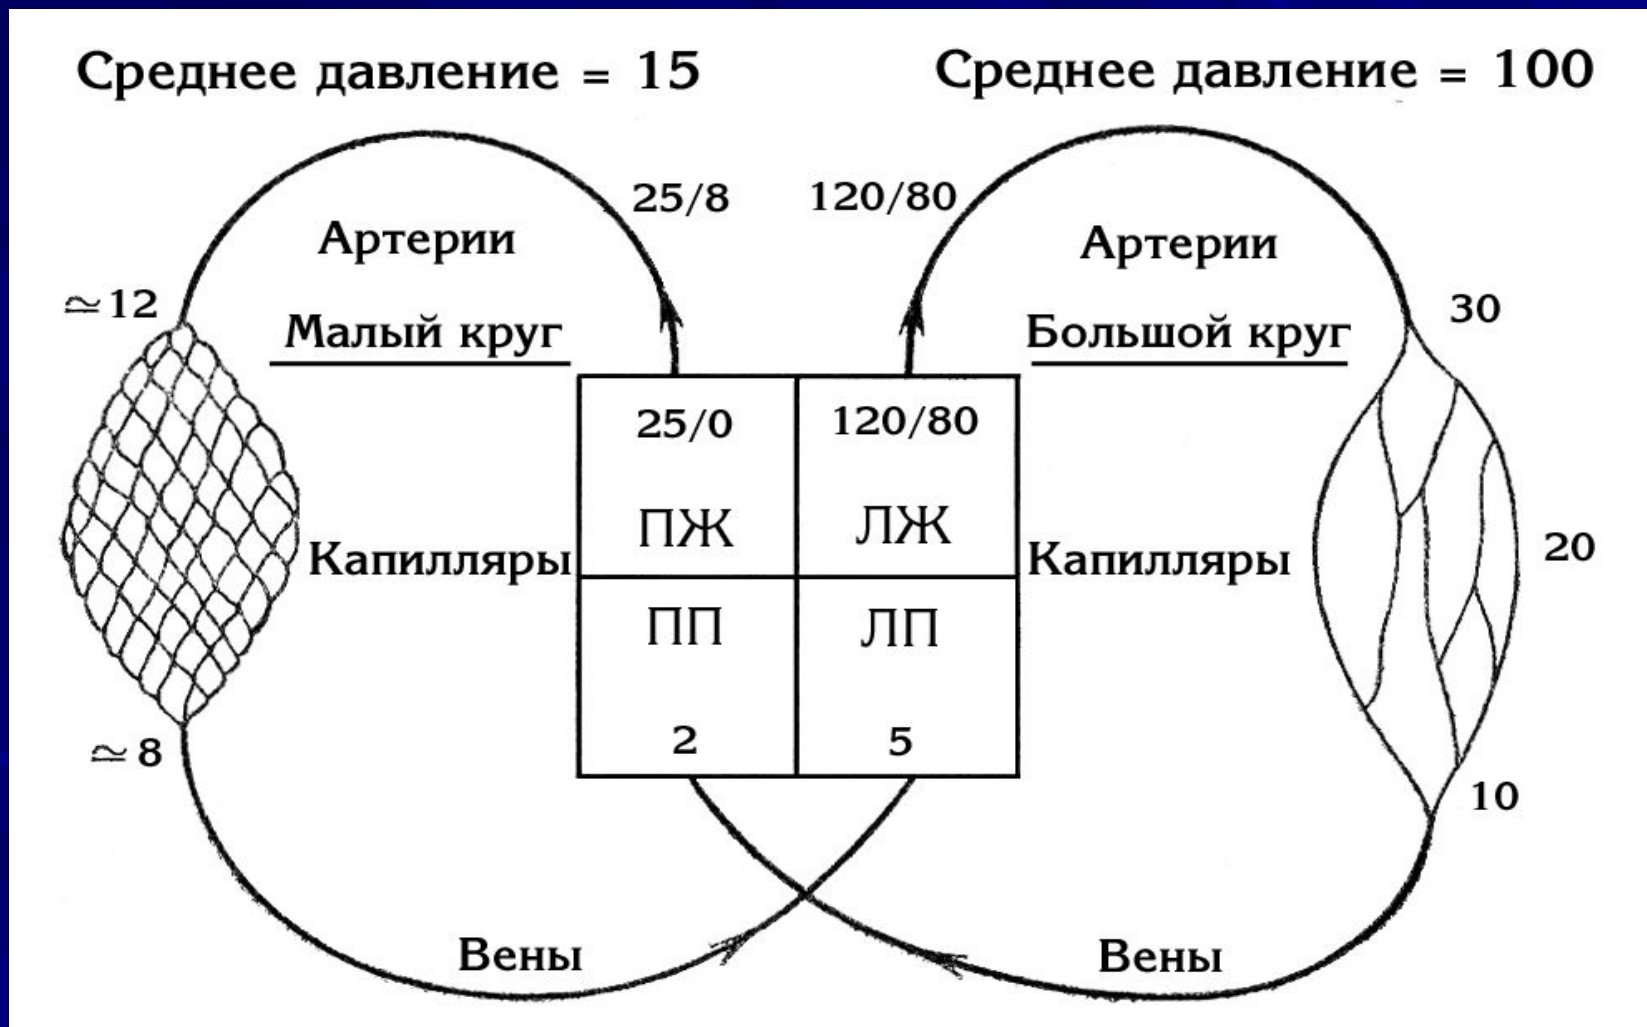 Среднее давление = 15
Среднее давление = 100
25/8
120/80
Артерии
Артерии
≅ 12
Малый круг
Большой круг
30
25/0
120/80
ПЖ
ЛЖ
Капилляры
Капилляры
20
ПП
ЛП
2
5
≅ 8
10
Вены
Вены